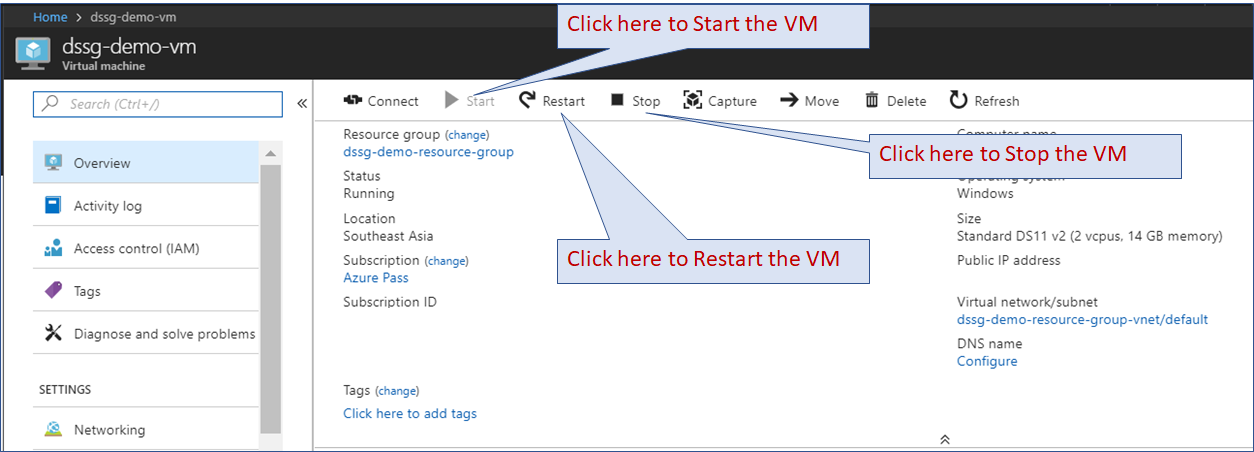 Home > dssg-demo-vm
dssg-demo-vm
Virtual machine
Click here to Start the VM
Search (Ctrl+/)
«
Connect Start Restart Stop Capture Move Delete Refresh
Overview
Activity log
Access control (IAM)
Tags
Diagnose and solve problems
SETTINGS
Networking
Resource group (change)
dssg-demo-resource-group
Status
Running
Location
Southeast Asia
Subscription (change)
Azure Pass
Subscription ID
Tags (change)
Click here to add tags
Click here to Stop the VM
Click here to Restart the VM
Computer name
Operating system
Windows
Size
Standard DS11 v2 (2 vcpus, 14 GB memory)
Public IP address
Virtual network/subnet
dssg-demo-resource-group-vnet/default
DNS name
Configure